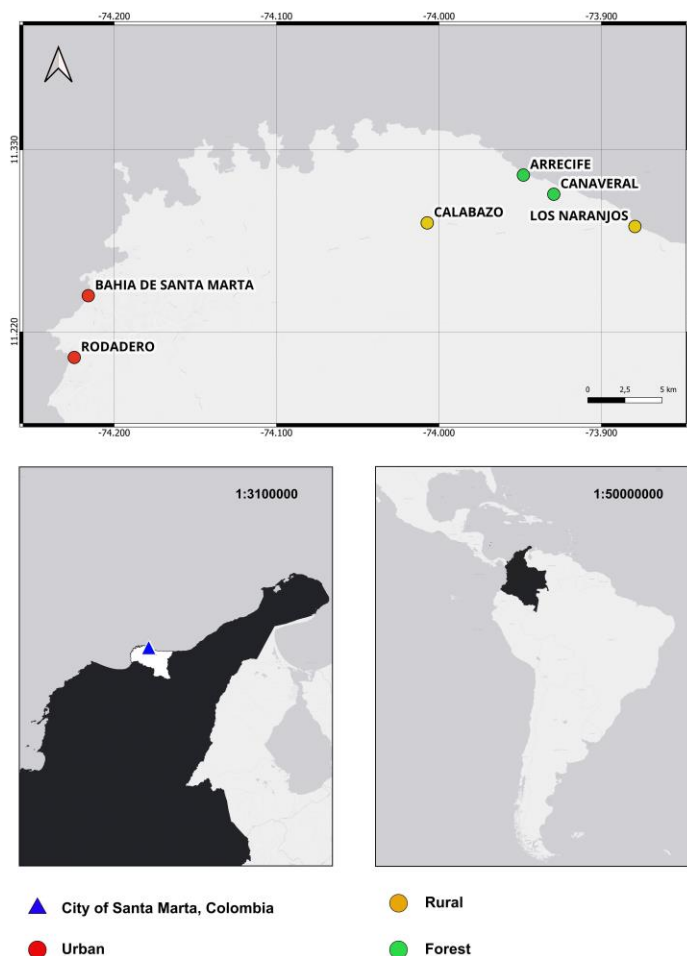 -74.200 -74.100 -74.000 -73.900
11.330
11.220
ARRECIFE
CANAVERAL
CALABAZO
LOS NARANJOS
BAHIA DE SANTA MARTA
RODADERO
0 2,5 5 km
-74.200 -74.100 -74.000 -73.900
1:3100000
1:50000000
City of Santa Marta, Colombia
Rural
Urban
Forest